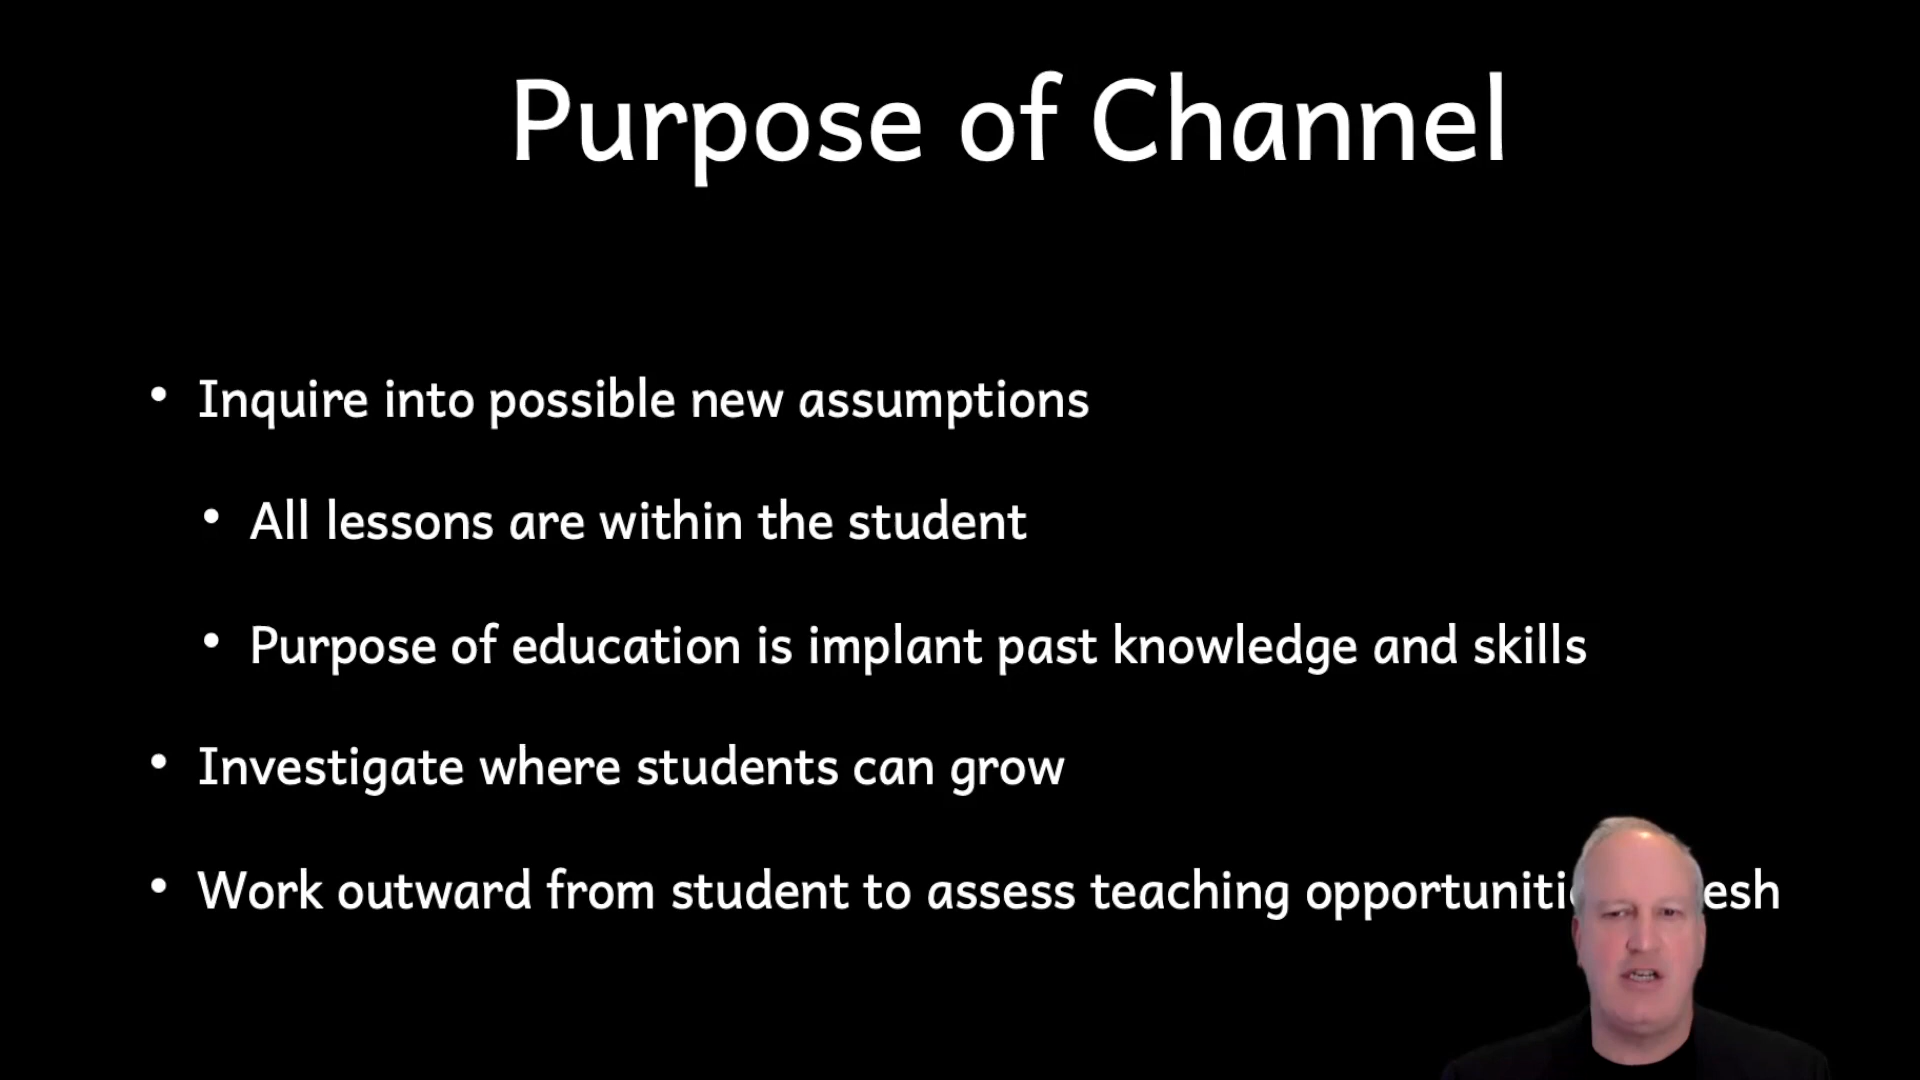 Purpose of Channel
• Inquire into possible new assumptions
• All lessons are within the student
• Purpose of education is implant past knowledge and skills
• Investigate where students can grow
• Work outward from student to assess teaching